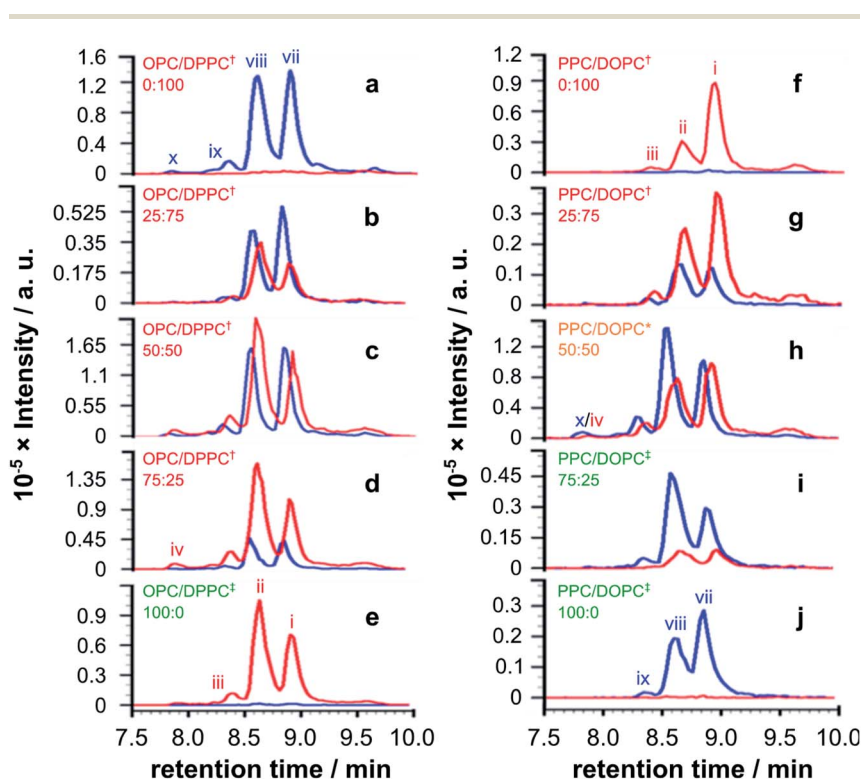 10⁻⁵ × Intensity / a. u.
1.6
1.2
0.8
0.4
0
OPC/DPPC†
0:100
viii
vii
a
x
ix
0.525
0.35
0.175
0
OPC/DPPC†
25:75
b
1.65
1.1
0.55
0
OPC/DPPC†
50:50
c
1.35
0.9
0.45
0
OPC/DPPC†
75:25
d
iv
0.9
0.6
0.3
0
OPC/DPPC‡
100:0
ii
e
i
iii
7.5 8.0 8.5 9.0 9.5 10.0
retention time / min
10⁻⁵ × Intensity / a. u.
1.2
0.9
0.6
0.3
0
PPC/DOPC†
0:100
i
f
ii
iii
0.3
0.2
0.1
0
PPC/DOPC†
25:75
g
1.2
0.8
0.4
0
PPC/DOPC*
50:50
h
x/iv
0.45
0.3
0.15
0
PPC/DOPC‡
75:25
i
0.3
0.2
0.1
0
PPC/DOPC‡
100:0
vii
j
viii
ix
7.5 8.0 8.5 9.0 9.5 10.0
retention time / min